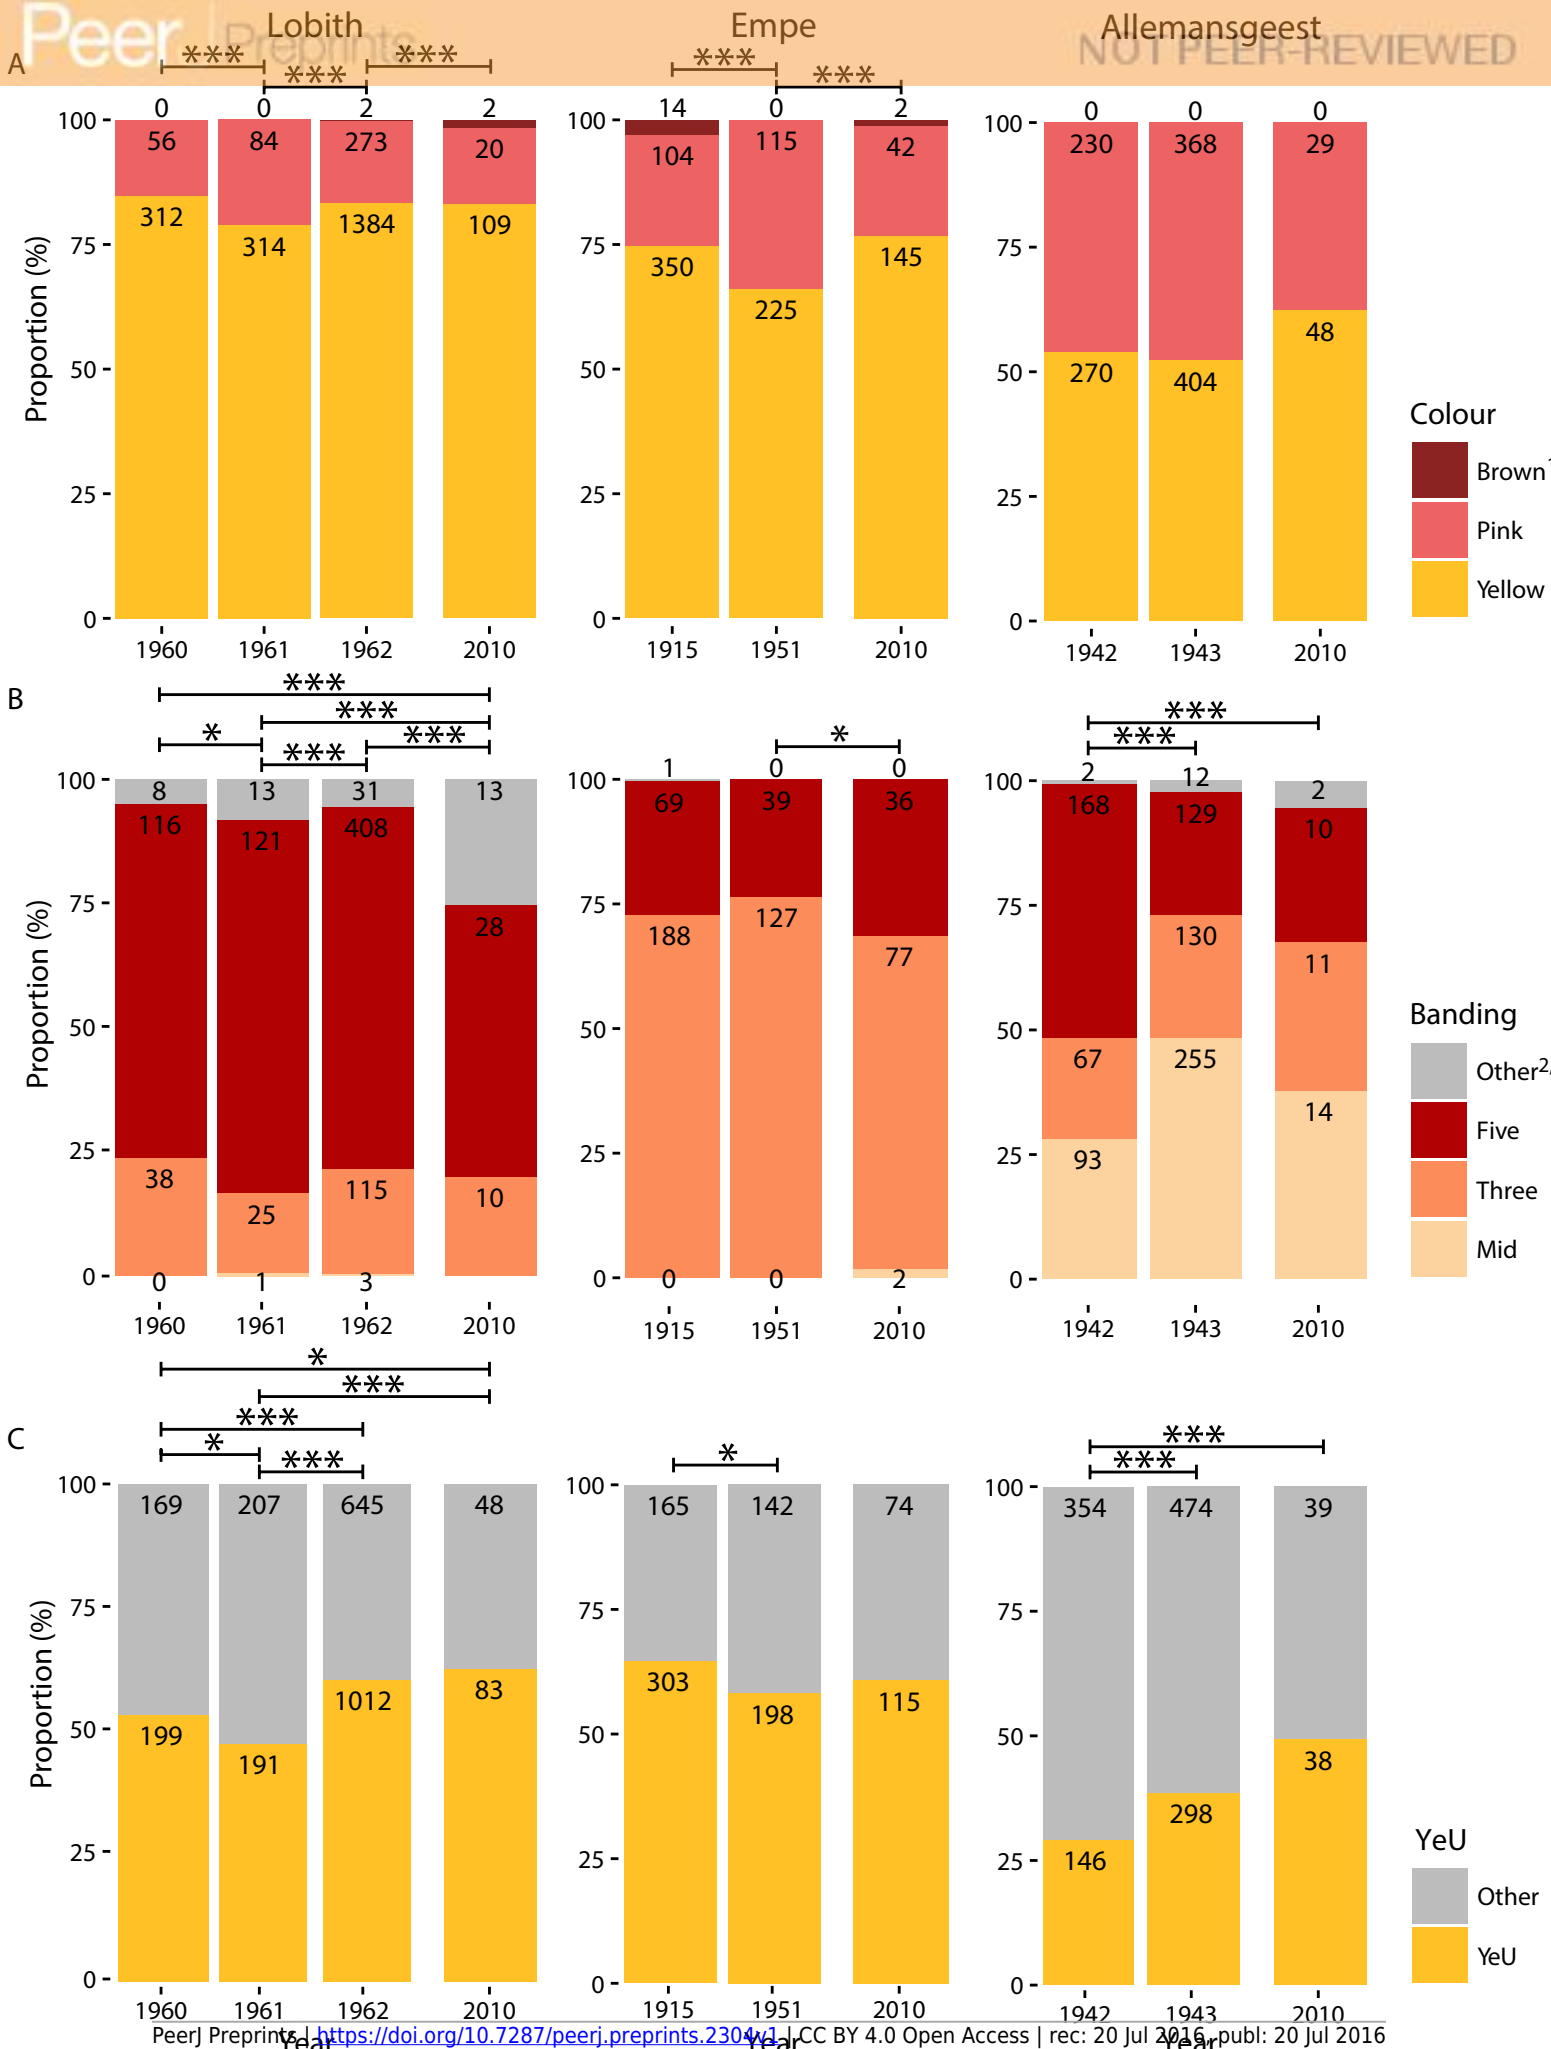 Peer Preprints NOT PEER-REVIEWED
Lobith Empe Allemansgeest
A
*** *** *** *** ***
0 0 2 2 14 0 2 0 0 0
Proportion (%)
100 75 50 25 0
56 84 273 20
312 314 1384 109
1960 1961 1962 2010
100 75 50 25 0
104 115 42
350 225 145
1915 1951 2010
100 75 50 25 0
230 368 29
270 404 48
1942 1943 2010
Colour
Brown
Pink
Yellow
B
***
***
* *** ***
*
***
***
Proportion (%)
100 75 50 25 0
8 13 31 13
116 121 408 28
38 25 115 10
0 1 3
1960 1961 1962 2010
100 75 50 25 0
1 0 0
69 39 36
188 127 77
0 0 2
1915 1951 2010
100 75 50 25 0
2 12 2
168 129 10
67 130 11
93 255 14
1942 1943 2010
Banding
Other2
Five
Three
Mid
C
*
***
***
* ***
*
***
***
Proportion (%)
100 75 50 25 0
169 207 645 48
199 191 1012 83
1960 1961 1962 2010
Year
100 75 50 25 0
165 142 74
303 198 115
1915 1951 2010
Year
100 75 50 25 0
354 474 39
146 298 38
1942 1943 2010
Year
YeU
Other
YeU
PeerJ Preprints | https://doi.org/10.7287/peerj.preprints.2304v1 | CC BY 4.0 Open Access | rec: 20 Jul 2016, publ: 20 Jul 2016